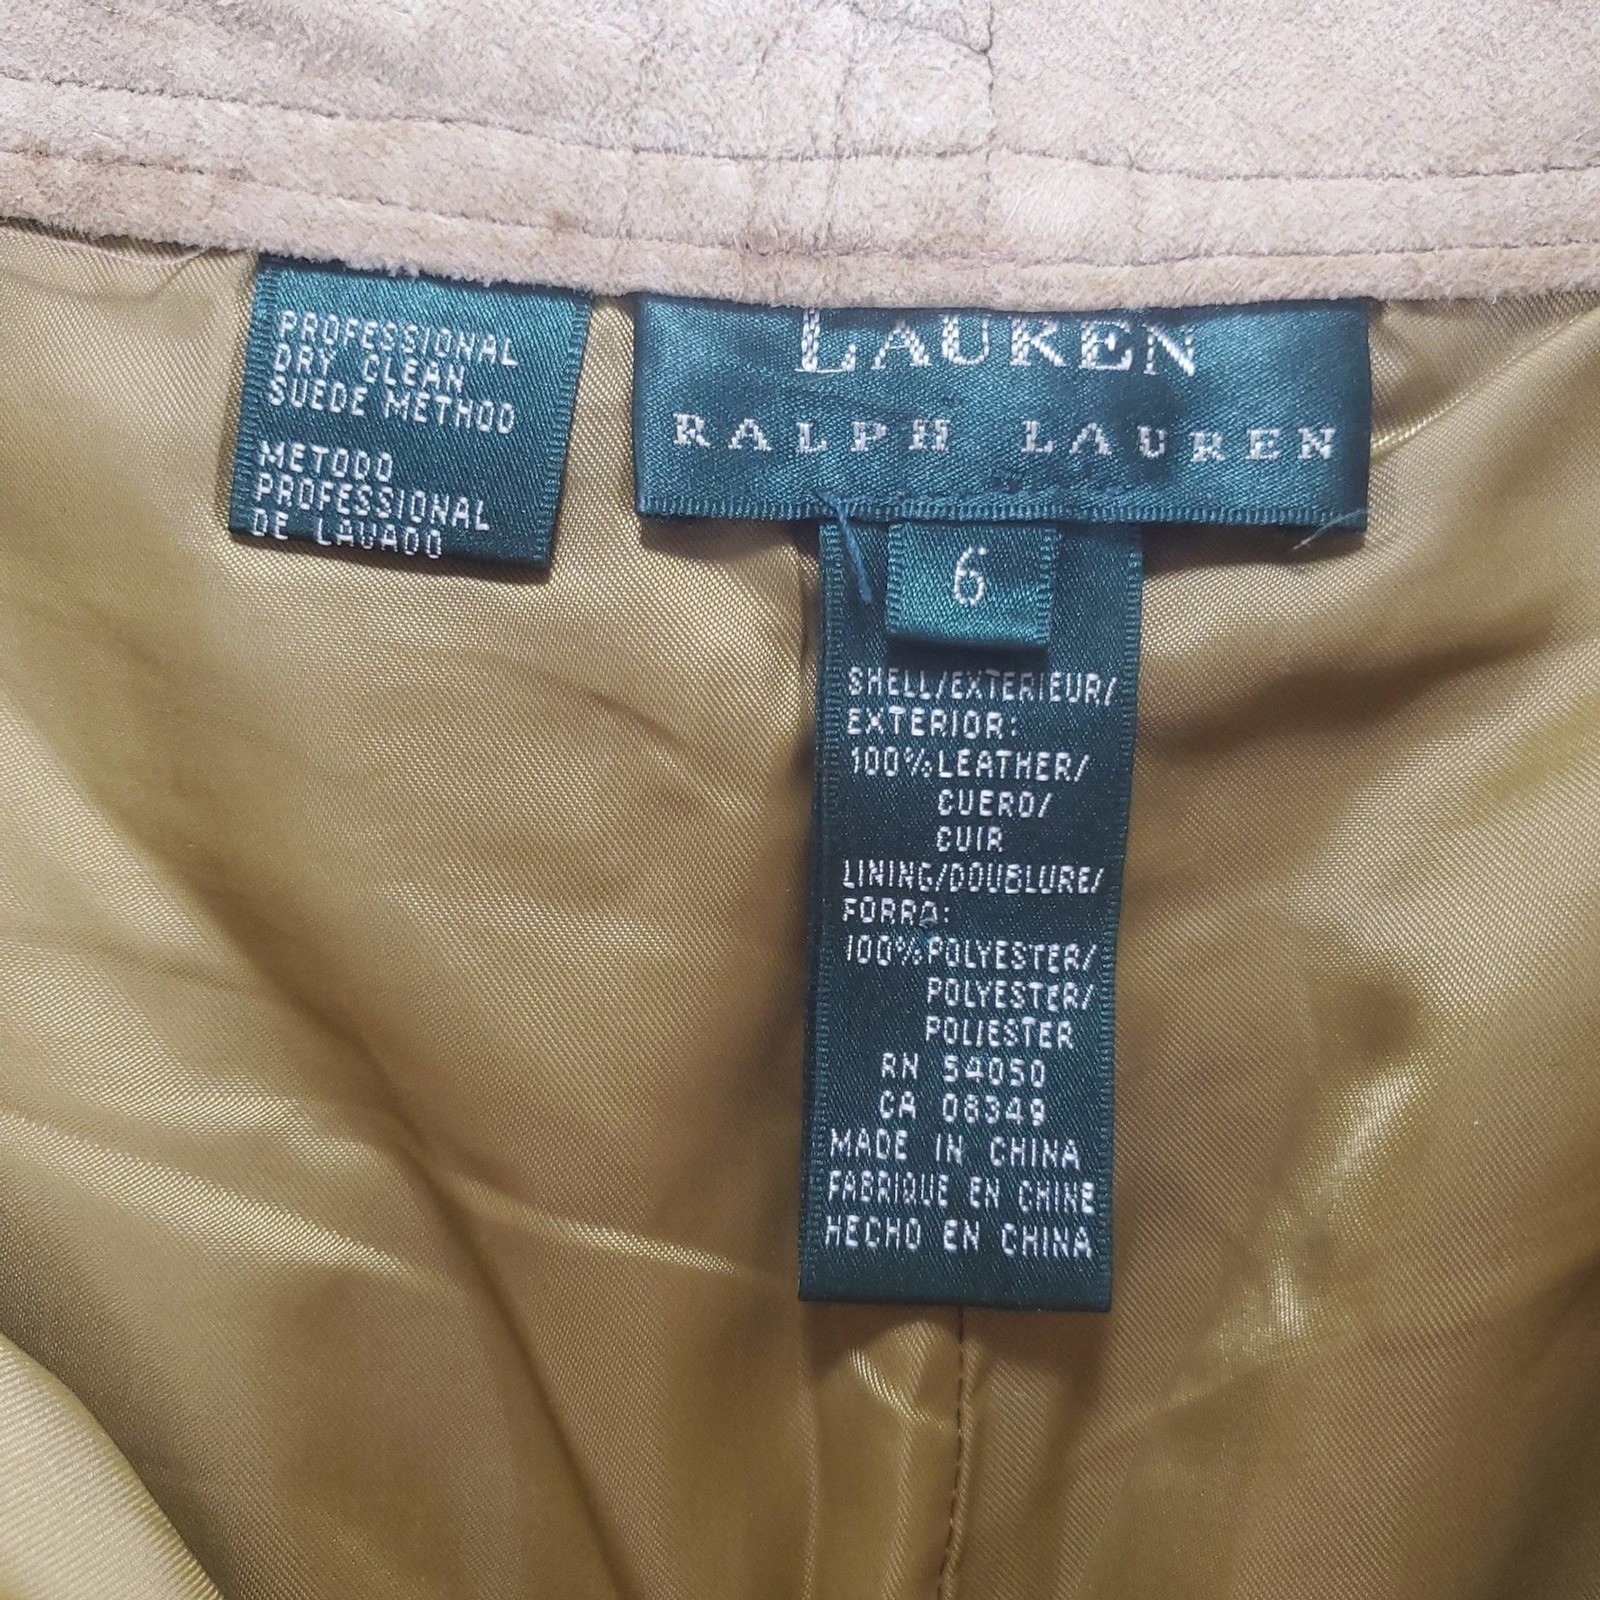 PROFESSIONAL
DRY CLEAN
SUEDE METHOD
METODO
PROFESSIONAL
DE LAVADO
LAUREN
RALPH LAUREN
6
SHELL/EXTERIEUR/
EXTERIOR:
100% LEATHER/
CUERO/
CUIR
LINING/DOUBLURE/
FORRO:
100% POLYESTER/
POLYESTER/
POLIESTER
RN 54050
CA 08349
MADE IN CHINA
FABRIQUE EN CHINE
HECHO EN CHINA